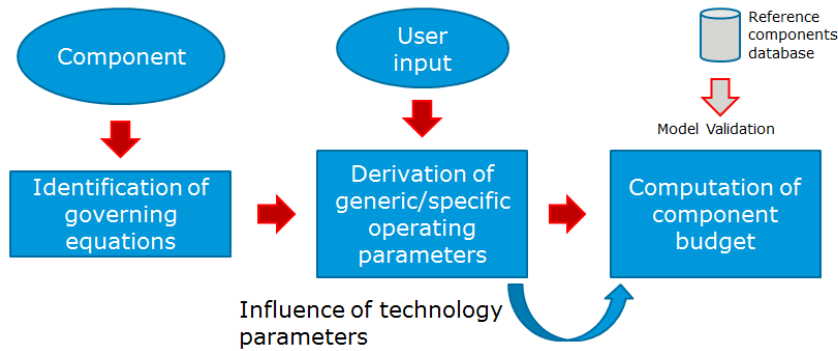 Component
User
input
Reference
components
database
Model Validation
Identification of
governing
equations
Derivation of
generic/specific
operating
parameters
Computation of
component
budget
Influence of technology
parameters